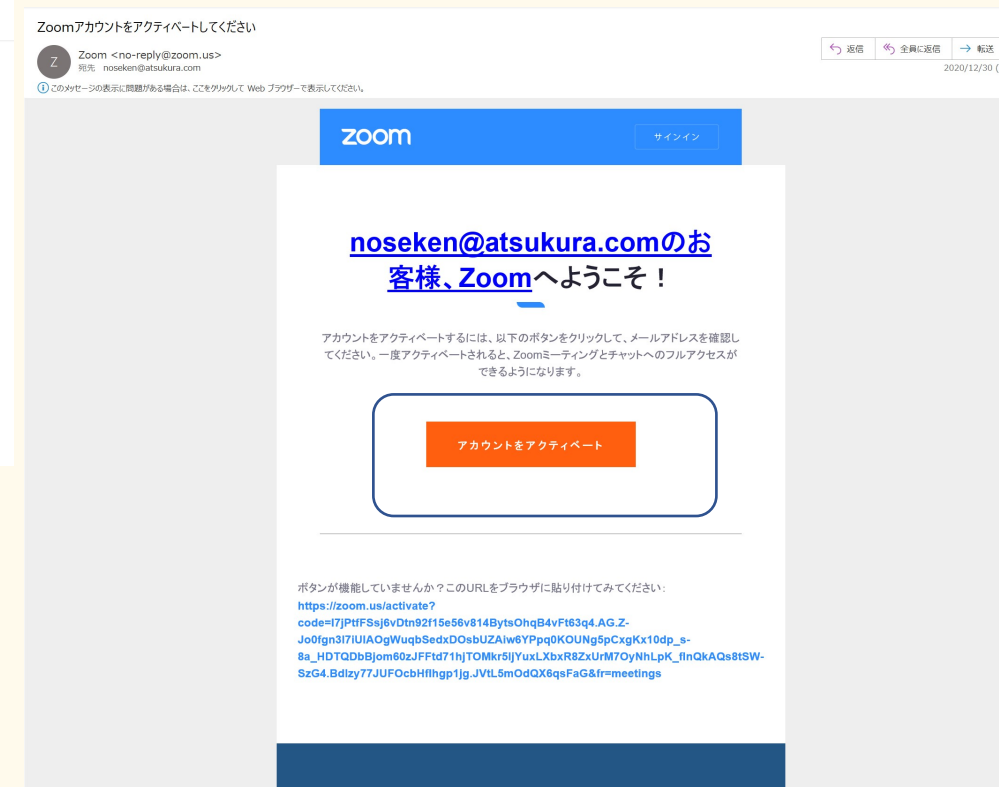 Zoomアカウントをアクティベートしてください
Z
Zoom <no-reply@zoom.us>
宛先 noseken@atsukura.com
返信
全員に返信
転送
2020/12/30 (
このメッセージの表示に問題がある場合は、ここをクリックして Web ブラウザーで表示してください。
zoom
サインイン
noseken@atsukura.comのお
客様、Zoomへようこそ！
アカウントをアクティベートするには、以下のボタンをクリックして、メールアドレスを確認し
てください。一度アクティベートされると、Zoomミーティングとチャットへのフルアクセスが
できるようになります。
アカウントをアクティベート
ボタンが機能していませんか？このURLをブラウザに貼り付けてみてください:
https://zoom.us/activate?
code=I7jPtfFSsj6vDtn92f15e56v814BytsOhqB4vFt63q4.AG.Z-
Jo0fgn3l7iUlAOgWuqbSedxDOsbUZAiw6YPpq0KOUNg5pCxgKx10dp_s-
8a_HDTQDbBjom60zJFFtd71hjTOMkr5IjYuxLXbxR8ZxUrM7OyNhLpK_fInQkAQs8tSW-
SzG4.BdIzy77JUFOcbHfIhgp1jg.JVtL5mOdQX6qsFaG&fr=meetings